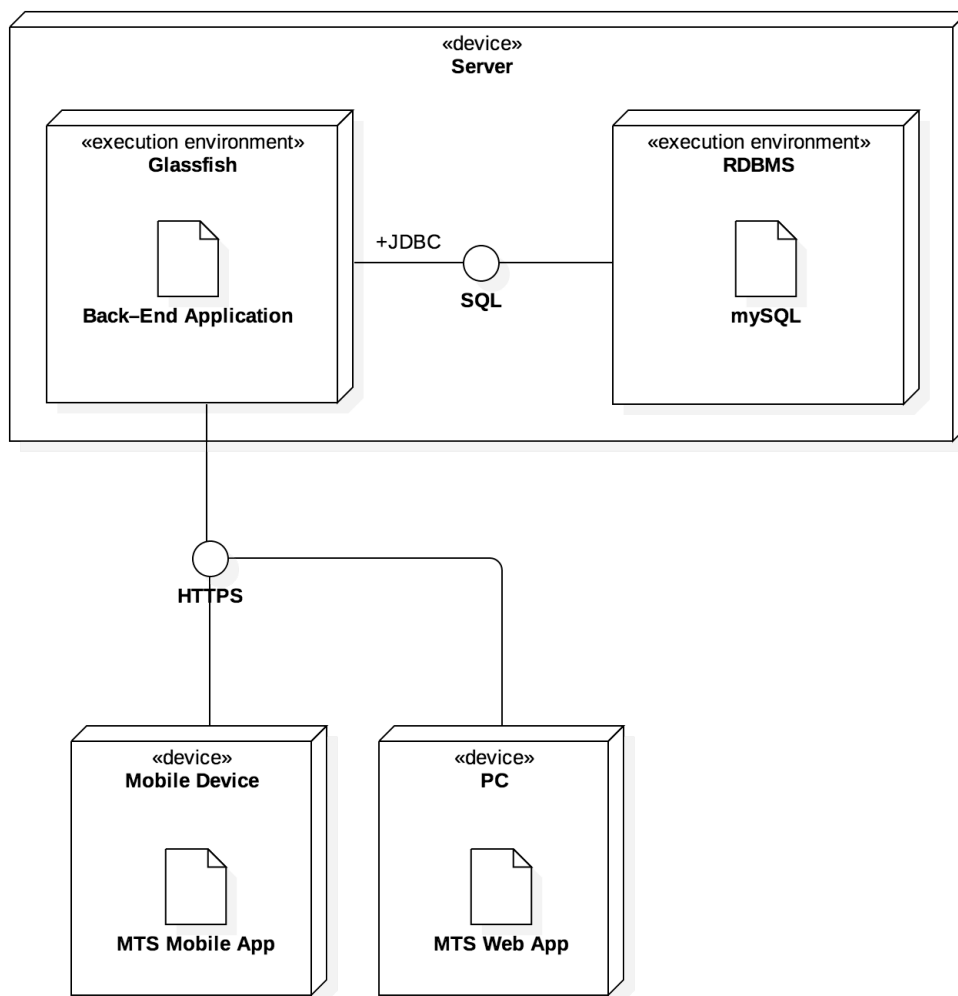 «device»
Server
«execution environment»
Glassfish
Back–End Application
+JDBC
SQL
«execution environment»
RDBMS
mySQL
HTTPS
«device»
Mobile Device
MTS Mobile App
«device»
PC
MTS Web App